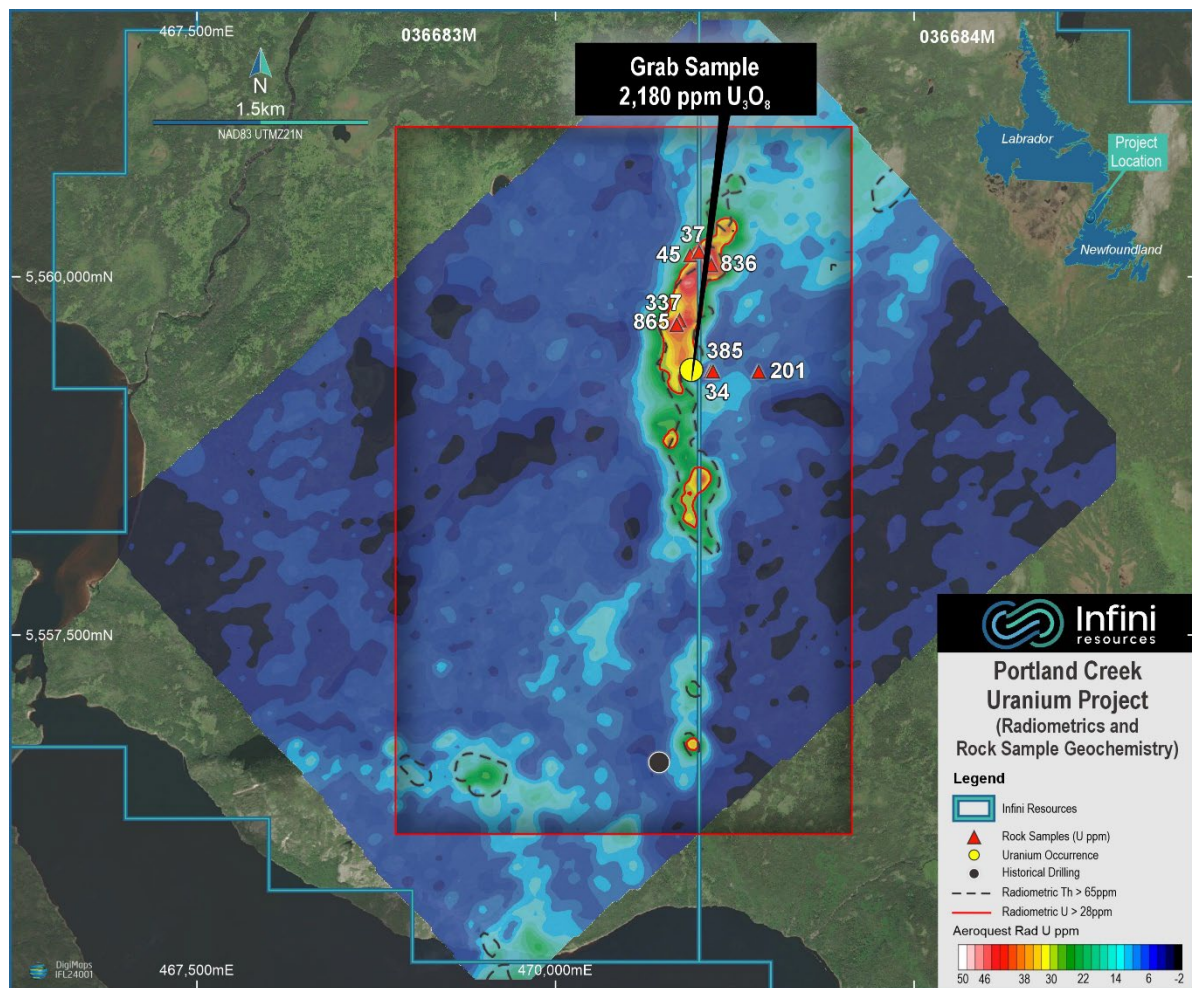 467,500mE
036683M
036684M
Grab Sample
2,180 ppm U₃O₈
N
1.5km
NAD83 UTMZ21N
Labrador
Project
Location
Newfoundland
5,560,000mN
37
45
836
337
865
385
34
201
5,557,500mN
Infini
resources
Portland Creek
Uranium Project
(Radiometrics and
Rock Sample Geochemistry)
Legend
Infini Resources
Rock Samples (U ppm)
Uranium Occurrence
Historical Drilling
Radiometric Th > 65ppm
Radiometric U > 28ppm
Aeroquest Rad U ppm
50 46 38 30 22 14 6 -2
DigiMaps
IFL24001
467,500mE
470,000mE